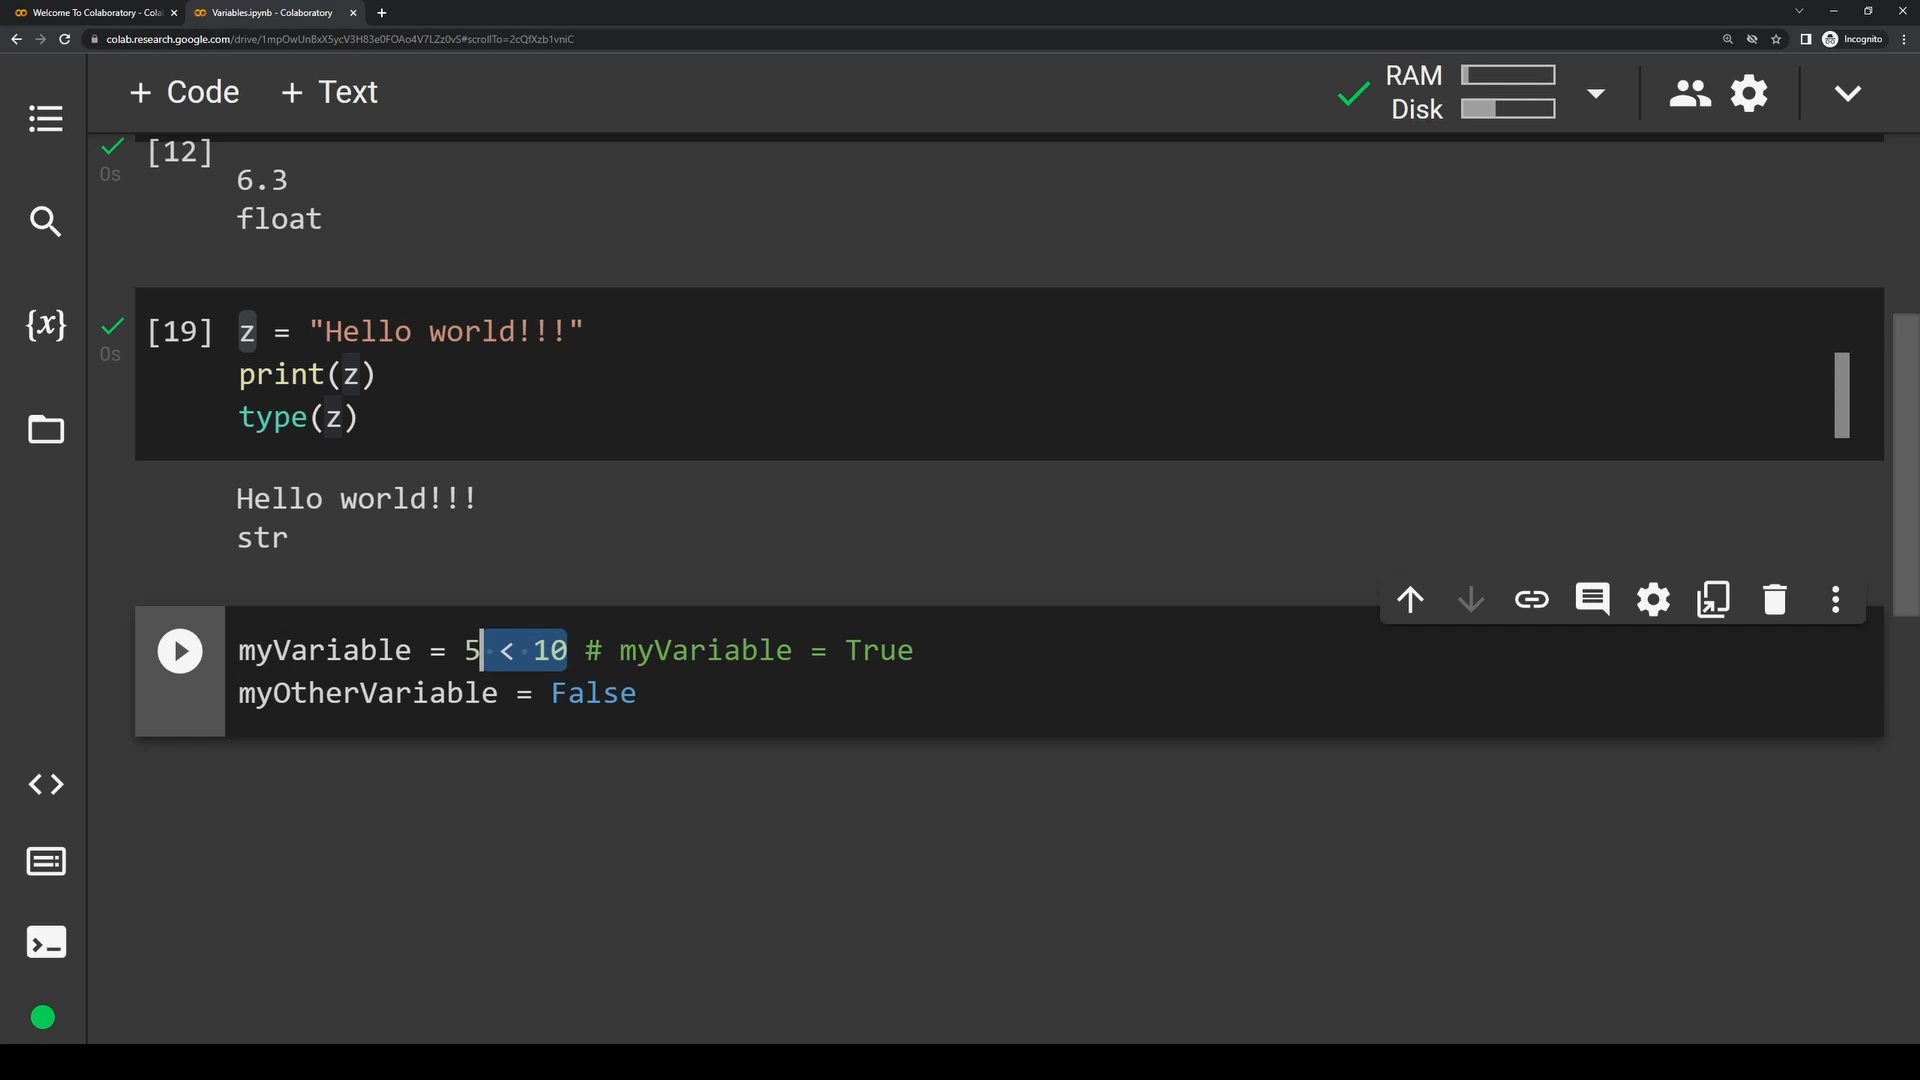 Welcome To Colaboratory - Cola
Variables.ipynb - Colaboratory
colab.research.google.com/drive/1mpOwUnBxX5ycV3H83e0FOAo4V7LZz0vS#scrollTo=2cQfXzb1vniC
Incognito
+ Code + Text
RAM
Disk
[12]
0s
6.3
float
[19] z = "Hello world!!!"
0s
print(z)
type(z)
Hello world!!!
str
myVariable = 5 < 10 # myVariable = True
myOtherVariable = False